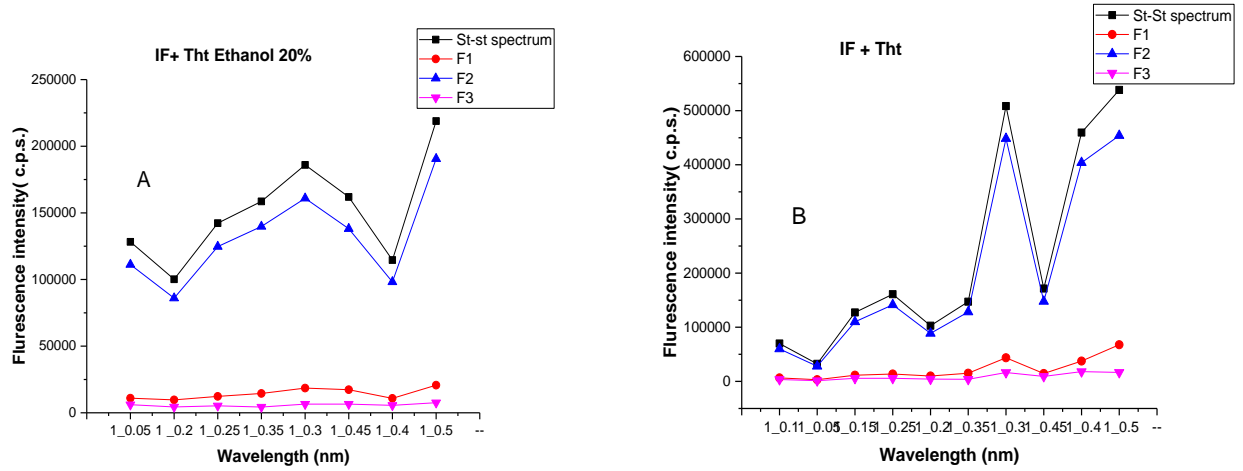 IF+ Tht Ethanol 20%
St-st spectrum
F1
F2
F3
A
Flurescence intensity( c.p.s.)
250000
200000
150000
100000
50000
0
1_0.05 1_0.2 1_0.25 1_0.35 1_0.3 1_0.45 1_0.4 1_0.5 --
Wavelength (nm)
IF + Tht
St-St spectrum
F1
F2
F3
B
Flurescence intensity( c.p.s.)
600000
500000
400000
300000
200000
100000
0
1_0.11 1_0.05 1_0.15 1_0.25 1_0.2 1_0.35 1_0.3 1_0.45 1_0.4 1_0.5 --
Wavelength (nm)